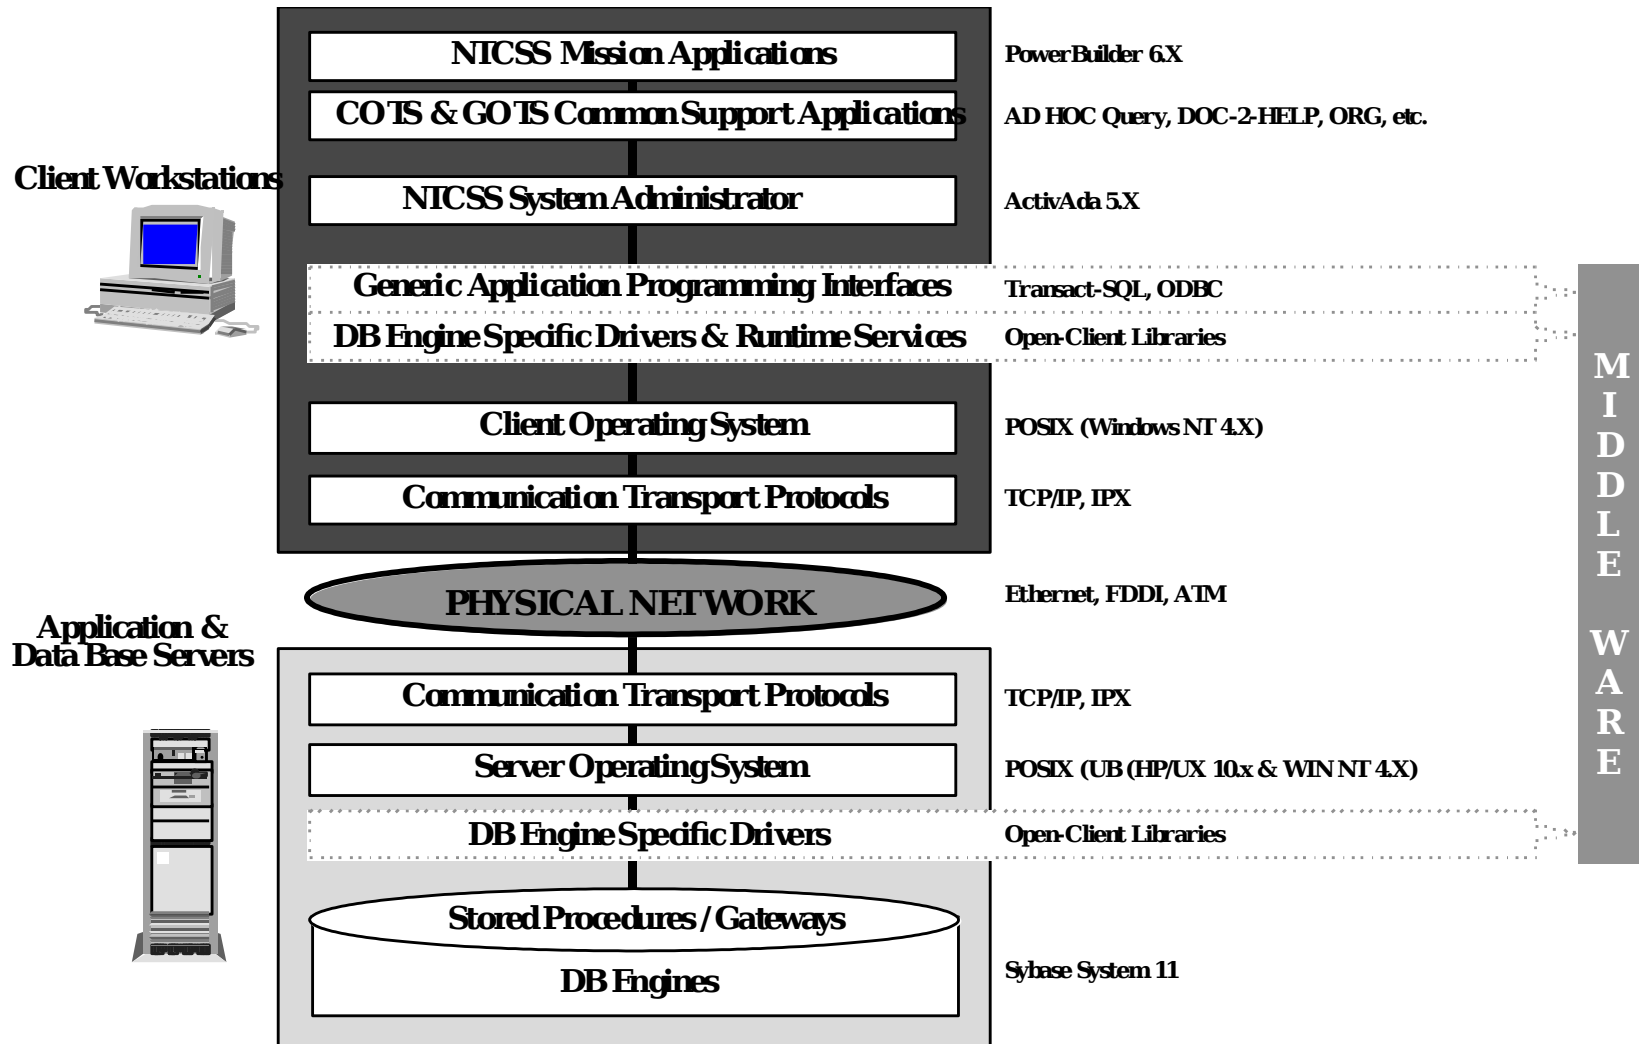 NTCSS Mission Applications
PowerBuilder 6.X
COTS & GOTS Common Support Applications
AD HOC Query, DOC-2-HELP, ORG, etc.
Client Workstations
NTCSS System Administrator
ActivAda 5.X
Generic Application Programming Interfaces
Transact-SQL, ODBC
DB Engine Specific Drivers & Runtime Services
Open-Client Libraries
Client Operating System
POSIX (Windows NT 4.X)
Communication Transport Protocols
TCP/IP, IPX
PHYSICAL NETWORK
Ethernet, FDDI, ATM
Application &
Data Base Servers
Communication Transport Protocols
TCP/IP, IPX
Server Operating System
POSIX (UB (HP/UX 10.x & WIN NT 4.X)
DB Engine Specific Drivers
Open-Client Libraries
Stored Procedures / Gateways
DB Engines
Sybase System 11
MIDDLE WARE